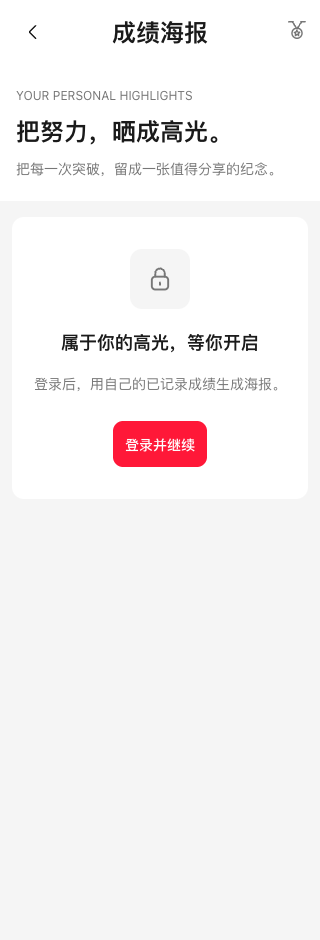 成绩海报
YOUR PERSONAL HIGHLIGHTS
把努力，晒成高光。
把每一次突破，留成一张值得分享的纪念。
属于你的高光，等你开启
登录后，用自己的已记录成绩生成海报。
登录并继续